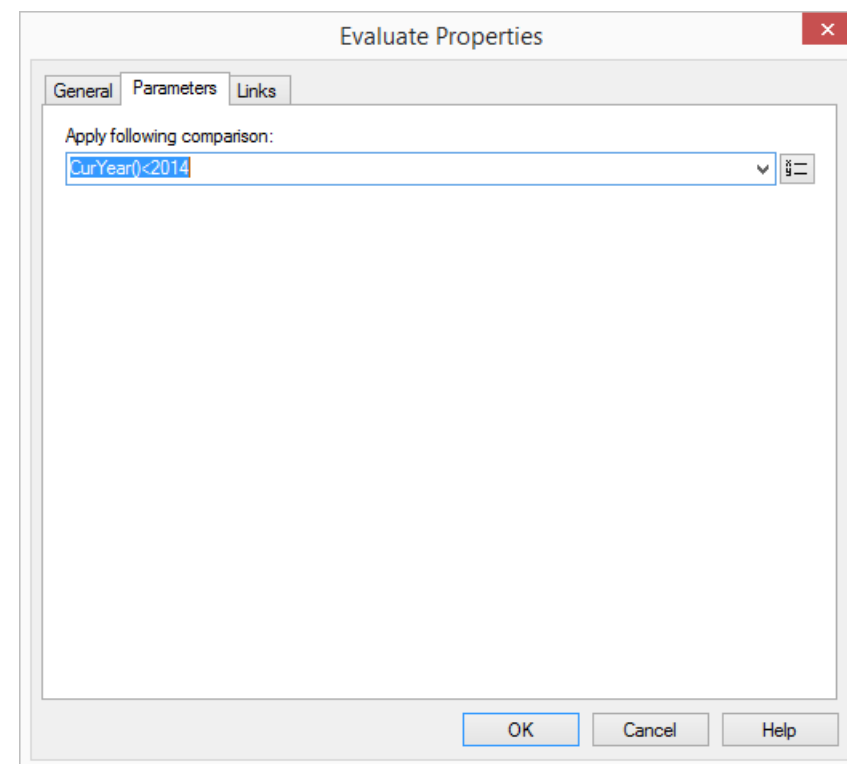 Evaluate Properties
General Parameters Links
Apply following comparison:
CurYear()<2014
OK Cancel Help